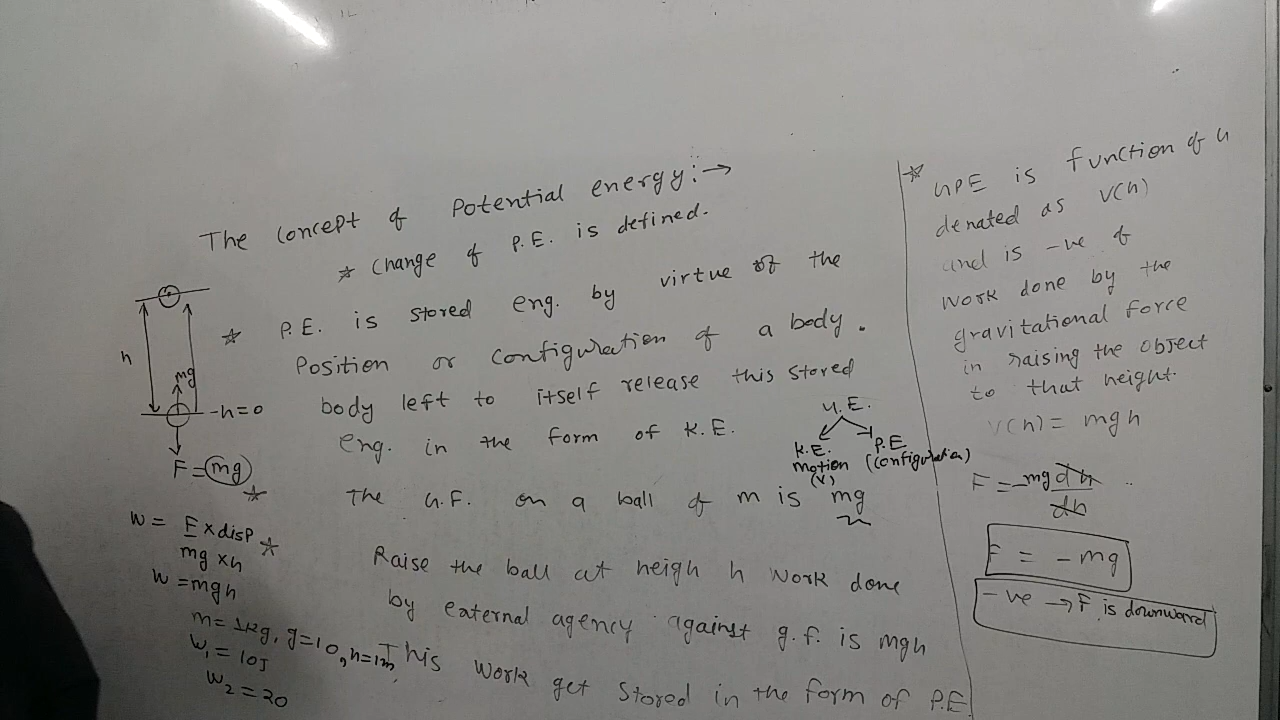 The concept of Potential energy :→
* change of P.E. is defined.
* P.E. is stored eng. by virtue of the
Position or configuration of a body.
body left to itself release this stored
eng. in the form of K.E.
M.E.
K.E. P.E
motion (configuration)
(v)
* The G.F. on a ball of m is mg
* Raise the ball at heigh h work done
by external agency against g.f. is mgh
This work get stored in the form of P.E.
h
mg
-h=0
F = mg
W = F x disp
mg x h
W = mgh
m = 1kg, g = 10, h = 1m
W1 = 10J
W2 = 20
* GPE is function of h
denated as V(h)
and is -ve of
work done by the
gravitational force
in raising the object
to that height.
V(h) = mgh
F = -mg dh
dh
F = - mg
-ve → F is downward